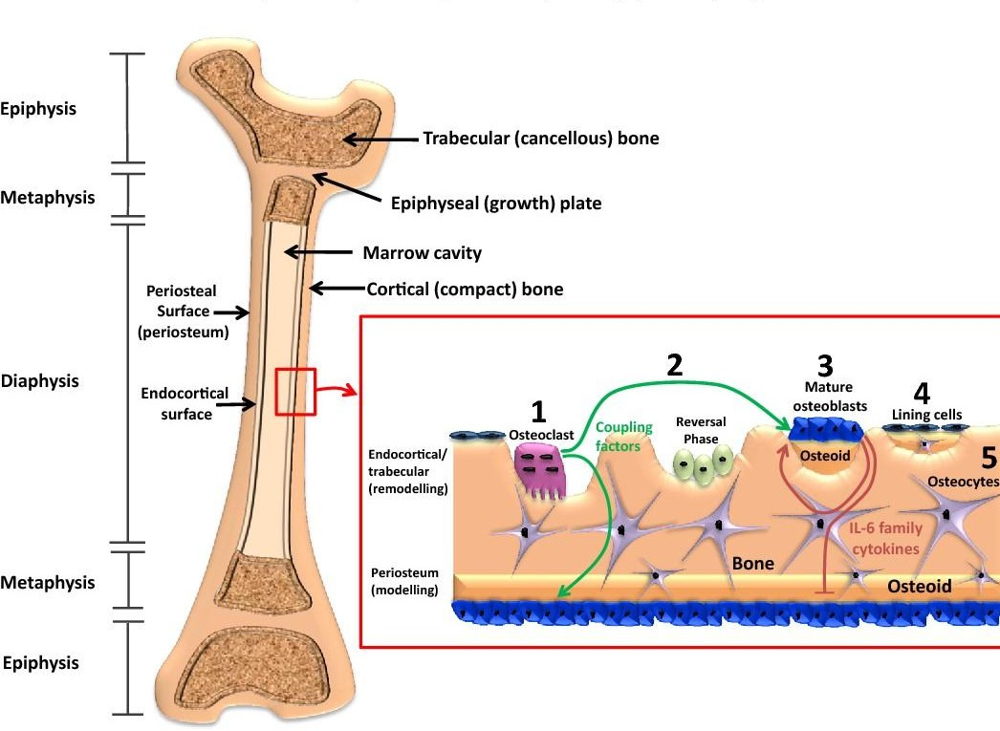 Epiphysis
Trabecular (cancellous) bone
Metaphysis
Epiphyseal (growth) plate
Marrow cavity
Cortical (compact) bone
Periosteal
Surface
(periosteum)
Diaphysis
Endocortical
surface
Metaphysis
Epiphysis
1
Osteoclast
2
Coupling
factors
Reversal
Phase
3
Mature
osteoblasts
Osteoid
4
Lining cells
5
Osteocytes
Endocortical/
trabecular
(remodelling)
IL-6 family
cytokines
Bone
Periosteum
(modelling)
Osteoid